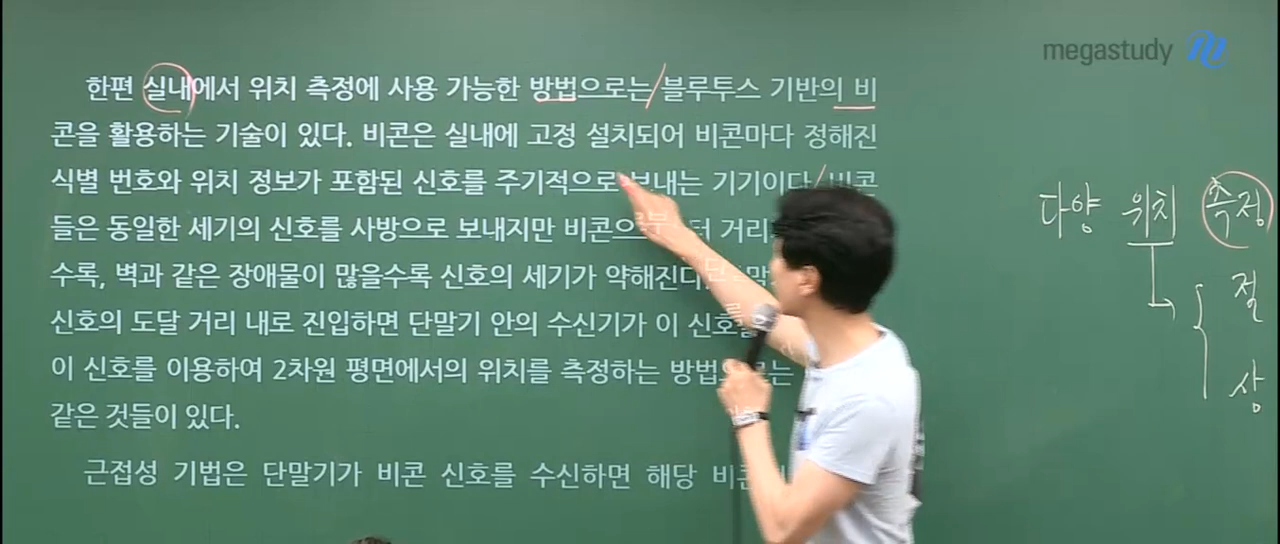 megastudy
한편 실내에서 위치 측정에 사용 가능한 방법으로는 블루투스 기반의 비
콘을 활용하는 기술이 있다. 비콘은 실내에 고정 설치되어 비콘마다 정해진
식별 번호와 위치 정보가 포함된 신호를 주기적으로 보내는 기기이다. 비콘
들은 동일한 세기의 신호를 사방으로 보내지만 비콘으로부터 거리
수록, 벽과 같은 장애물이 많을수록 신호의 세기가 약해진다.
신호의 도달 거리 내로 진입하면 단말기 안의 수신기가 이 신호를
이 신호를 이용하여 2차원 평면에서의 위치를 측정하는 방법으로는
같은 것들이 있다.
근접성 기법은 단말기가 비콘 신호를 수신하면 해당
다양 위치 측정
절
상